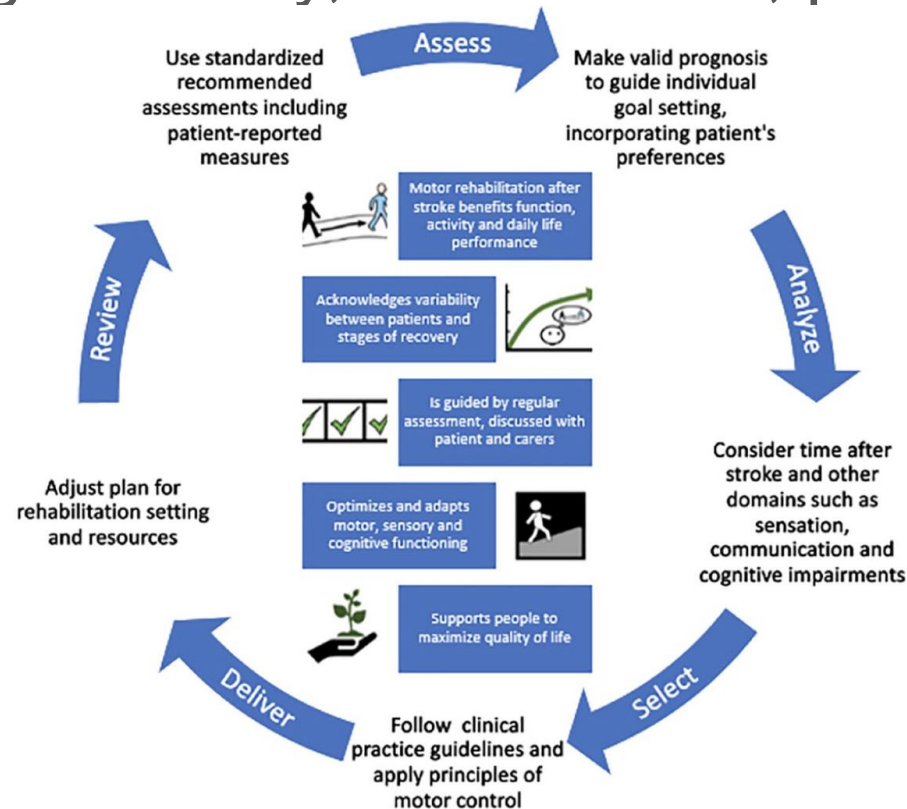 Assess
Use standardized
recommended
assessments including
patient-reported
measures
Make valid prognosis
to guide individual
goal setting,
incorporating patient's
preferences
Motor rehabilitation after
stroke benefits function,
activity and daily life
performance
Analyze
Review
Acknowledges variability
between patients and
stages of recovery
Is guided by regular
assessment, discussed with
patient and carers
Consider time after
stroke and other
domains such as
sensation,
communication and
cognitive impairments
Adjust plan for
rehabilitation setting
and resources
Optimizes and adapts
motor, sensory and
cognitive functioning
Supports people to
maximize quality of life
Select
Deliver
Follow clinical
practice guidelines and
apply principles of
motor control